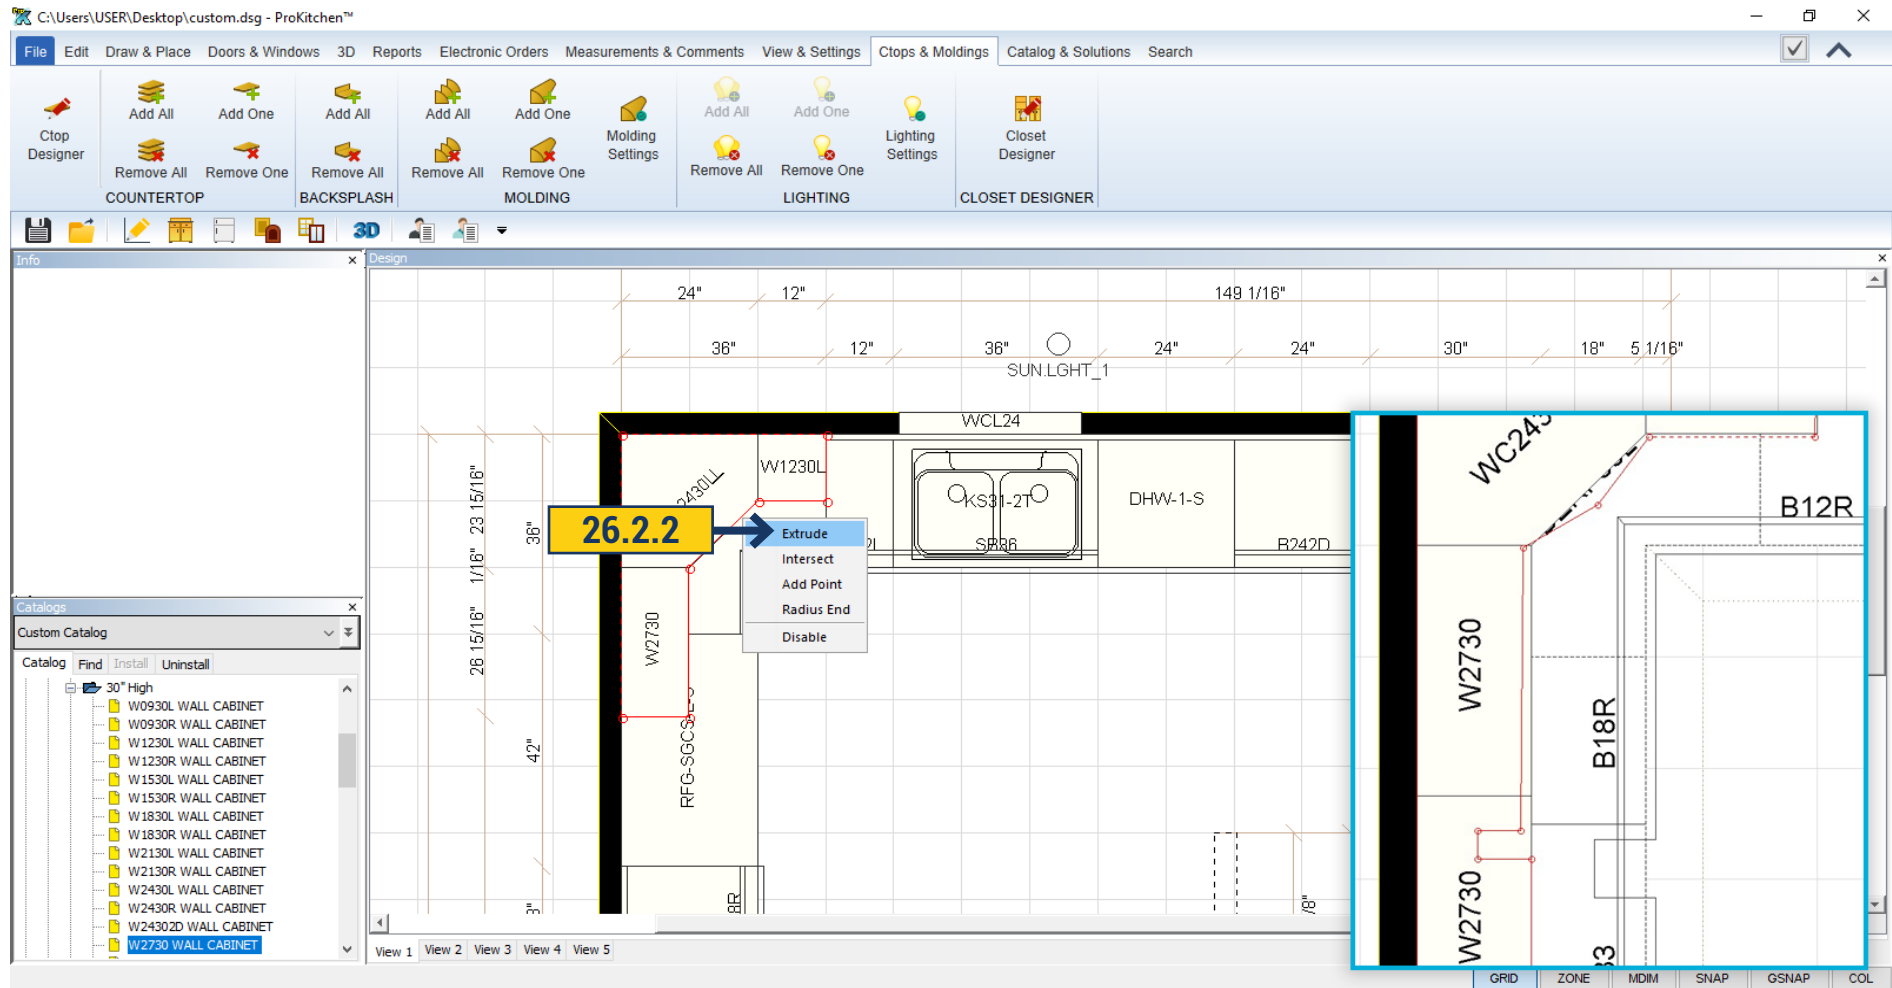 C:\Users\USER\Desktop\custom.dsg - ProKitchen™
File Edit Draw & Place Doors & Windows 3D Reports Electronic Orders Measurements & Comments View & Settings Ctops & Moldings Catalog & Solutions Search
Ctop Designer
Add All
Add One
Remove All
Remove One
COUNTERTOP
Add All
Remove All
BACKSPLASH
Add All
Add One
Remove All
Remove One
Molding Settings
MOLDING
Add All
Add One
Remove All
Remove One
Lighting Settings
LIGHTING
Closet Designer
CLOSET DESIGNER
3D
Info
Catalogs
Custom Catalog
Catalog Find Install Uninstall
30" High
W0930L WALL CABINET
W0930R WALL CABINET
W1230L WALL CABINET
W1230R WALL CABINET
W1530L WALL CABINET
W1530R WALL CABINET
W1830L WALL CABINET
W1830R WALL CABINET
W2130L WALL CABINET
W2130R WALL CABINET
W2430L WALL CABINET
W2430R WALL CABINET
W24302D WALL CABINET
W2730 WALL CABINET
Design
24" 12" 149 1/16"
36" 12" 36" 24" 24" 30" 18" 5 1/16"
SUN.LGHT_1
WCL24
W1230L
2430LL
KS31-2T
DHW-1-S
SB36
B242D
23 15/16"
1/16"
26 15/16"
36"
42"
W2730
RFG-SGCS
8R
26.2.2
Extrude
Intersect
Add Point
Radius End
Disable
WC243
B12R
W2730
B18R
W2730
33
View 1 View 2 View 3 View 4 View 5
GRID ZONE MDIM SNAP GSNAP COL